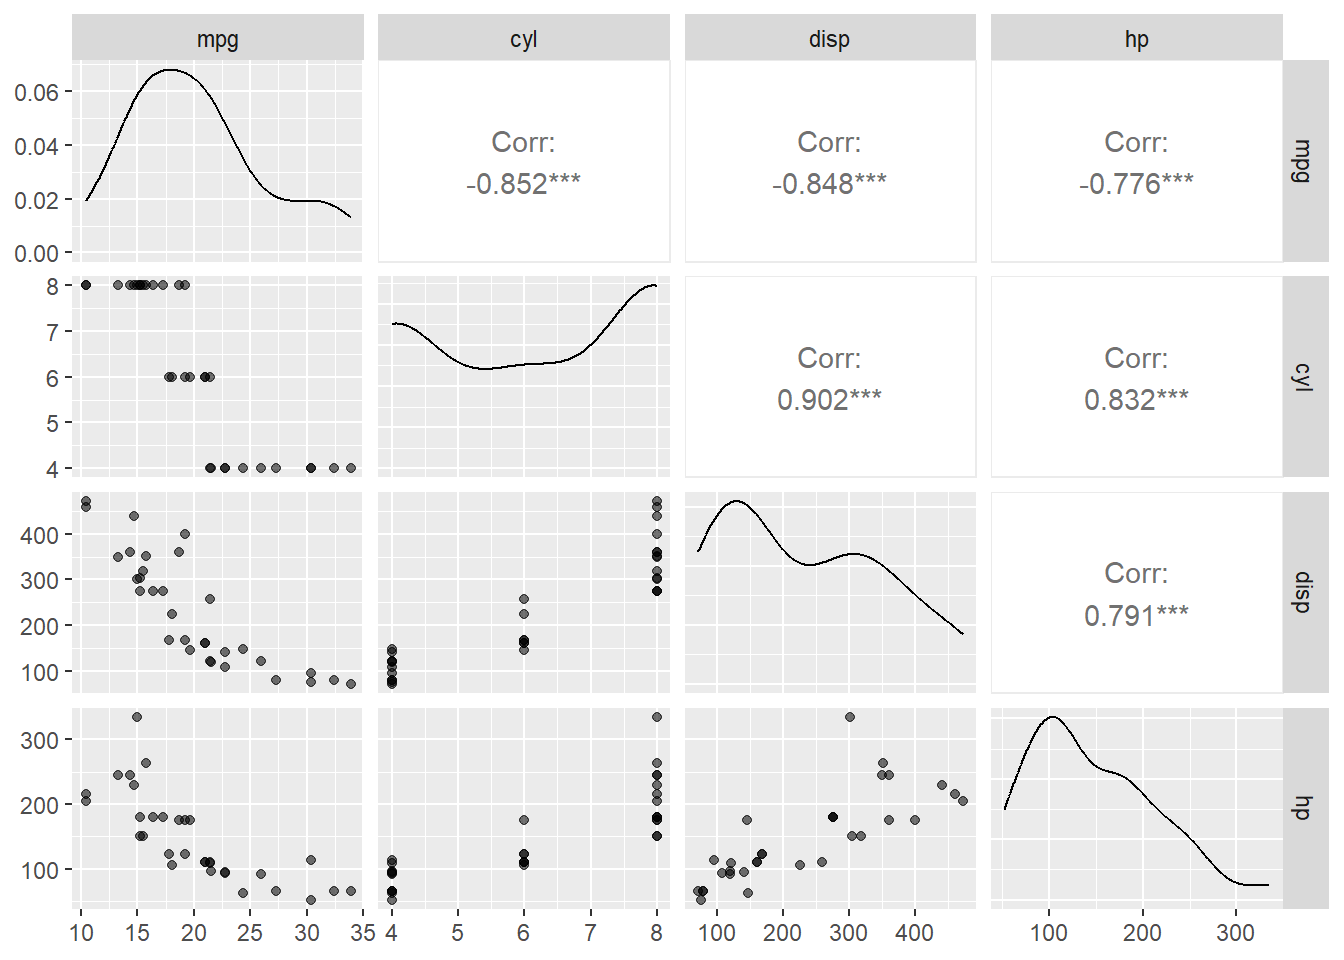 mpg cyl disp hp
0.06
0.04
0.02
0.00
Corr:
-0.852***
Corr:
-0.848***
Corr:
-0.776***
mpg
8
7
6
5
4
Corr:
0.902***
Corr:
0.832***
cyl
400
300
200
100
Corr:
0.791***
disp
300
200
100
hp
10 15 20 25 30 35 4 5 6 7 8 100 200 300 400 100 200 300